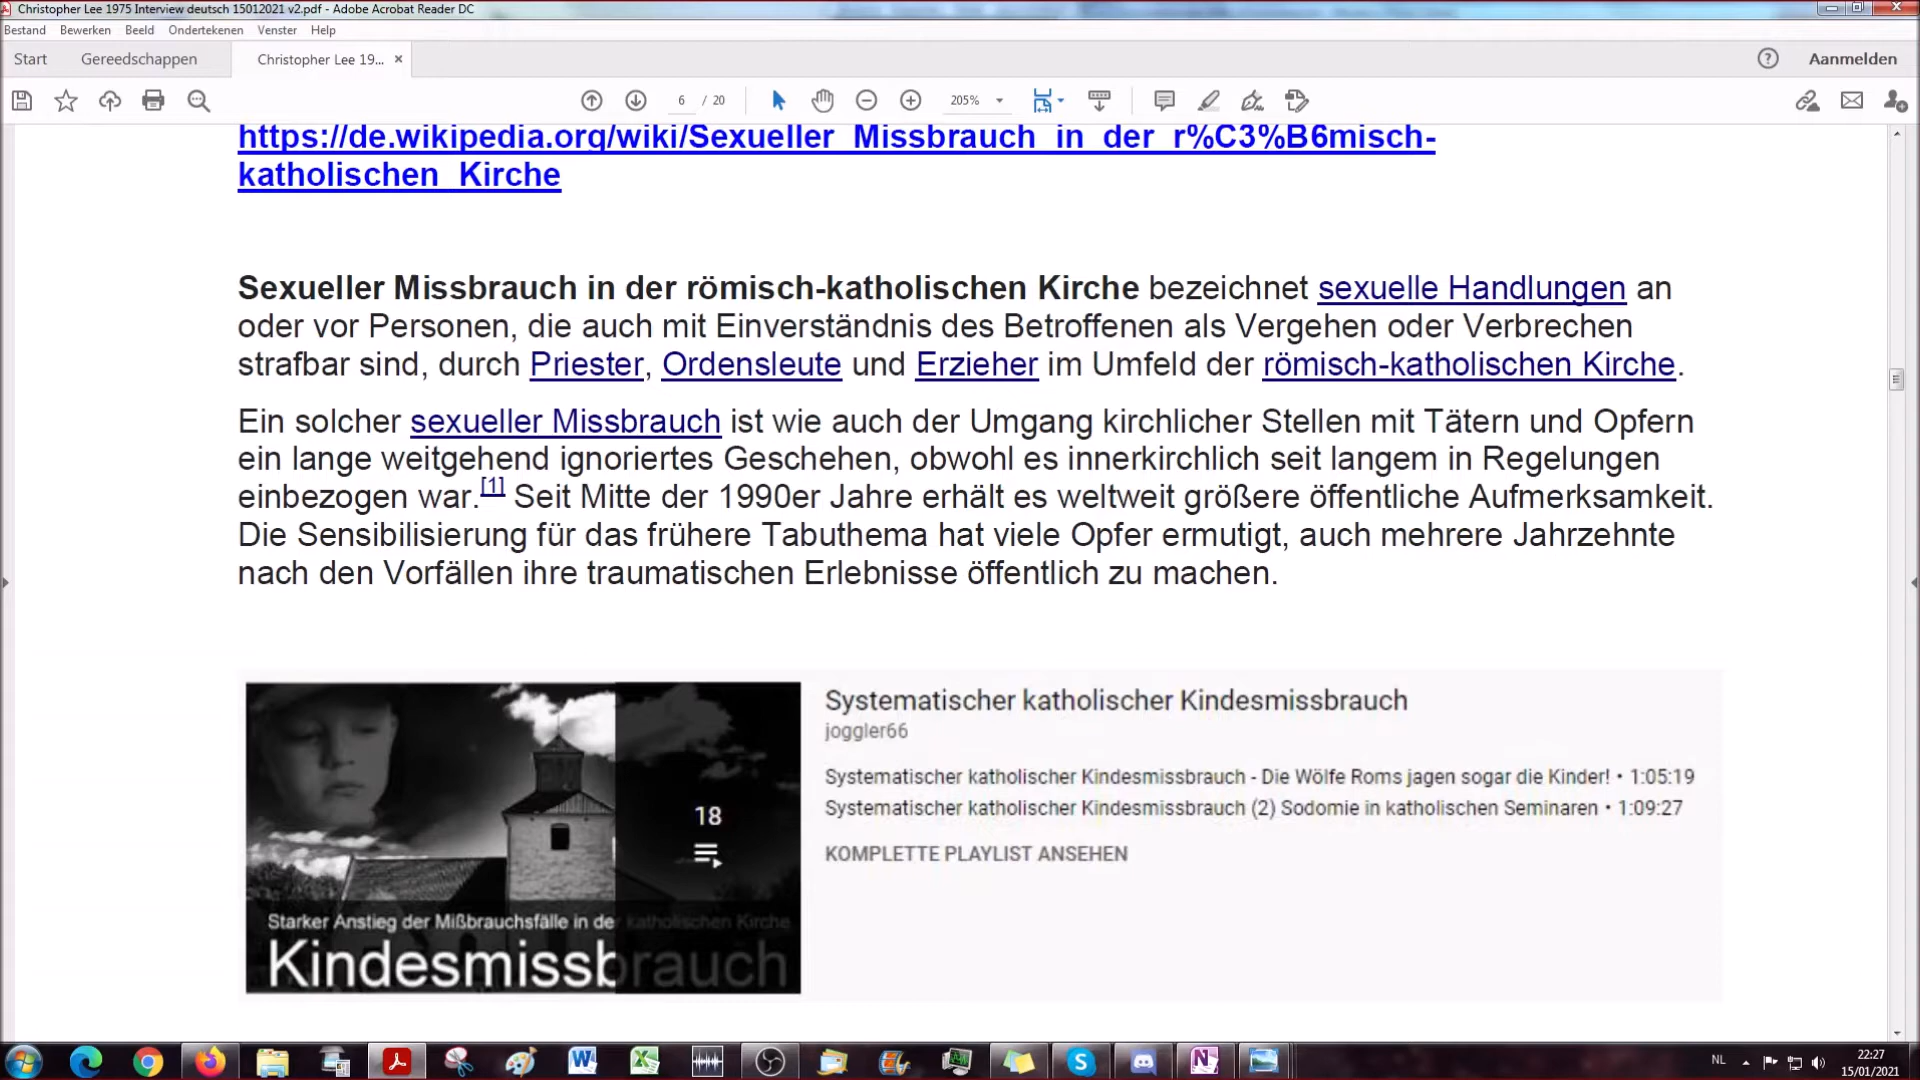 Christopher Lee 1975 Interview deutsch 15012021 v2.pdf - Adobe Acrobat Reader DC
Bestand Bewerken Beeld Ondertekenen Venster Help
Start Gereedschappen Christopher Lee 19... × Aanmelden
6 / 20 205%
https://de.wikipedia.org/wiki/Sexueller_Missbrauch_in_der_r%C3%B6misch-
katholischen_Kirche
Sexueller Missbrauch in der römisch-katholischen Kirche bezeichnet sexuelle Handlungen an
oder vor Personen, die auch mit Einverständnis des Betroffenen als Vergehen oder Verbrechen
strafbar sind, durch Priester, Ordensleute und Erzieher im Umfeld der römisch-katholischen Kirche.
Ein solcher sexueller Missbrauch ist wie auch der Umgang kirchlicher Stellen mit Tätern und Opfern
ein lange weitgehend ignoriertes Geschehen, obwohl es innerkirchlich seit langem in Regelungen
einbezogen war.[1] Seit Mitte der 1990er Jahre erhält es weltweit größere öffentliche Aufmerksamkeit.
Die Sensibilisierung für das frühere Tabuthema hat viele Opfer ermutigt, auch mehrere Jahrzehnte
nach den Vorfällen ihre traumatischen Erlebnisse öffentlich zu machen.
18
Starker Anstieg der Mißbrauchsfälle in der katholischen Kirche
Kindesmissbrauch
Systematischer katholischer Kindesmissbrauch
joggler66
Systematischer katholischer Kindesmissbrauch - Die Wölfe Roms jagen sogar die Kinder! • 1:05:19
Systematischer katholischer Kindesmissbrauch (2) Sodomie in katholischen Seminaren • 1:09:27
KOMPLETTE PLAYLIST ANSEHEN
NL
22:27
15/01/2021